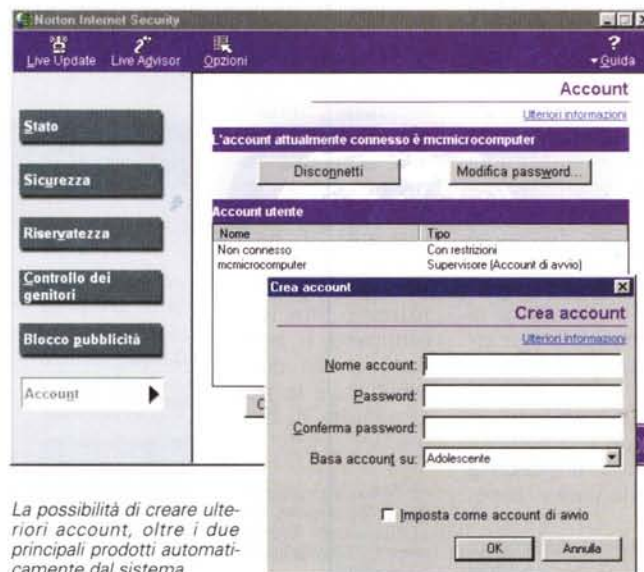 Norton Internet Security
Live Update
Live Advisor
Opzioni
?
Guida
Account
Ulteriori informazioni
Stato
Sicurezza
Riservatezza
Controllo dei
genitori
Blocco pubblicità
Account
L'account attualmente connesso è mcmicrocomputer
Disconnetti
Modifica password...
Account utente
Nome Tipo
Non connesso Con restrizioni
mcmicrocomputer Supervisore (Account di avvio)
Crea account
Crea account
Ulteriori informazioni
Nome account:
Password:
Conferma password:
Basa account su: Adolescente
Imposta come account di avvio
OK Annulla
La possibilità di creare ulte-
riori account, oltre i due
principali prodotti automati-
camente dal sistema.